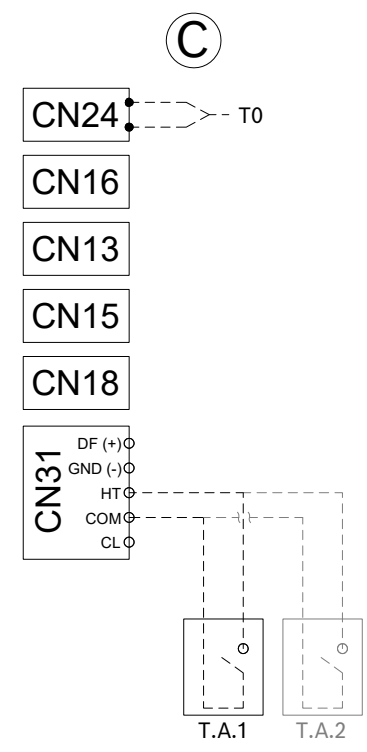 C
CN24
T0
CN16
CN13
CN15
CN18
CN31
DF (+)
GND (-)
HT
COM
CL
T.A.1
T.A.2